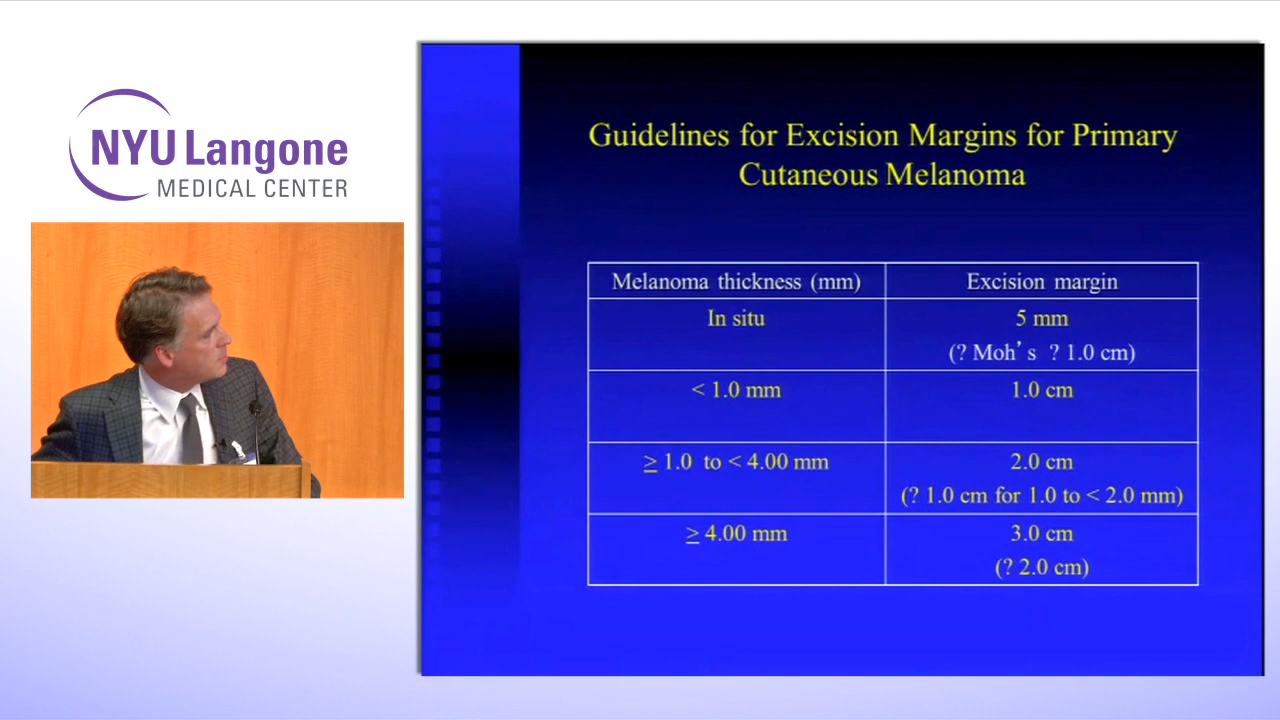 NYU Langone
MEDICAL CENTER
Guidelines for Excision Margins for Primary
Cutaneous Melanoma
Melanoma thickness (mm)
Excision margin
In situ
5 mm
(? Moh's ? 1.0 cm)
< 1.0 mm
1.0 cm
≥ 1.0 to < 4.00 mm
2.0 cm
(? 1.0 cm for 1.0 to < 2.0 mm)
≥ 4.00 mm
3.0 cm
(? 2.0 cm)